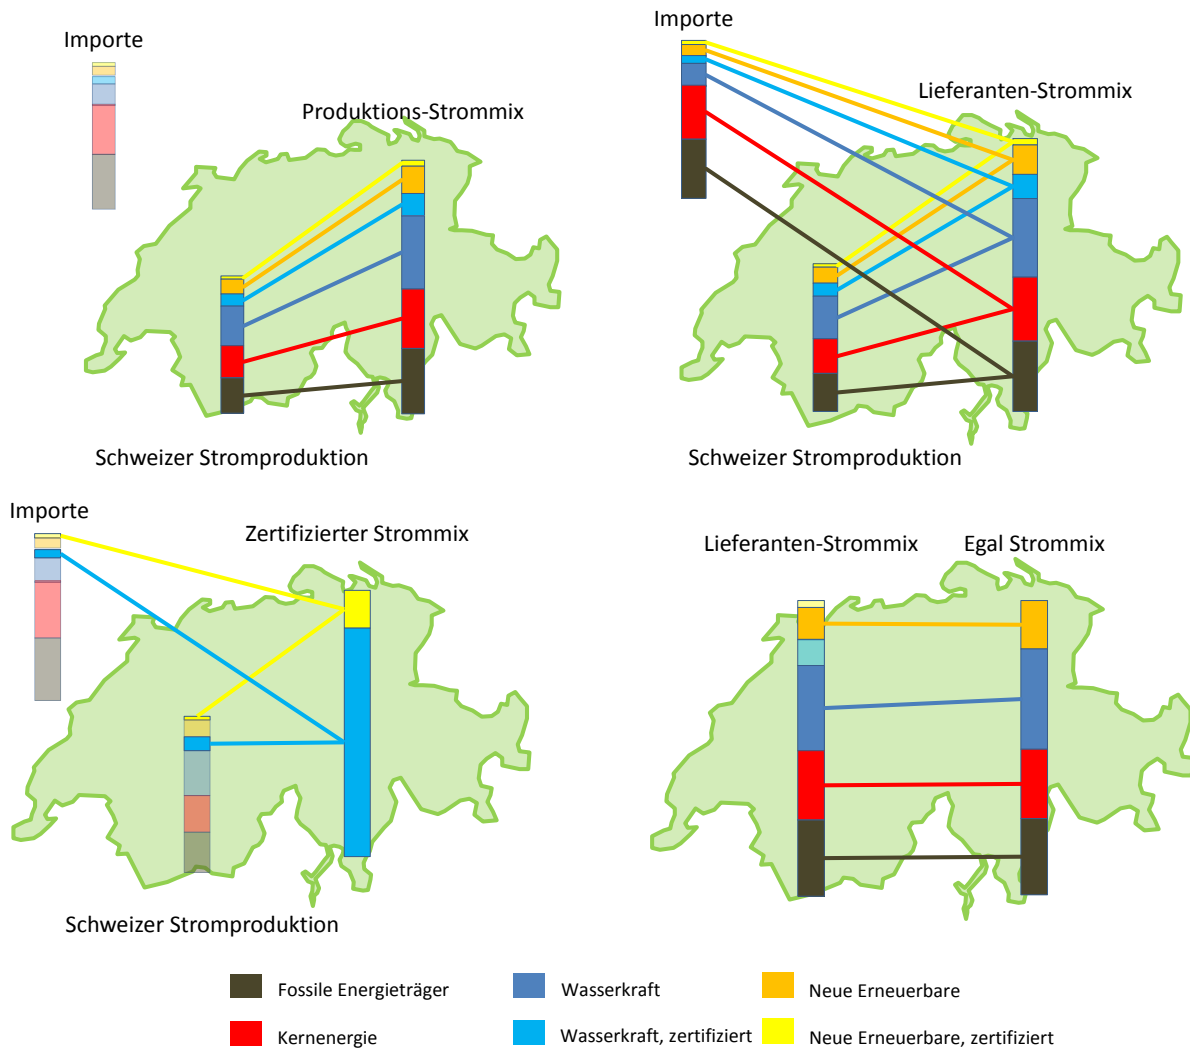 Importe
Produktions-Strommix
Schweizer Stromproduktion
Importe
Lieferanten-Strommix
Schweizer Stromproduktion
Importe
Zertifizierter Strommix
Schweizer Stromproduktion
Lieferanten-Strommix
Egal Strommix
Fossile Energieträger
Wasserkraft
Neue Erneuerbare
Kernenergie
Wasserkraft, zertifiziert
Neue Erneuerbare, zertifiziert